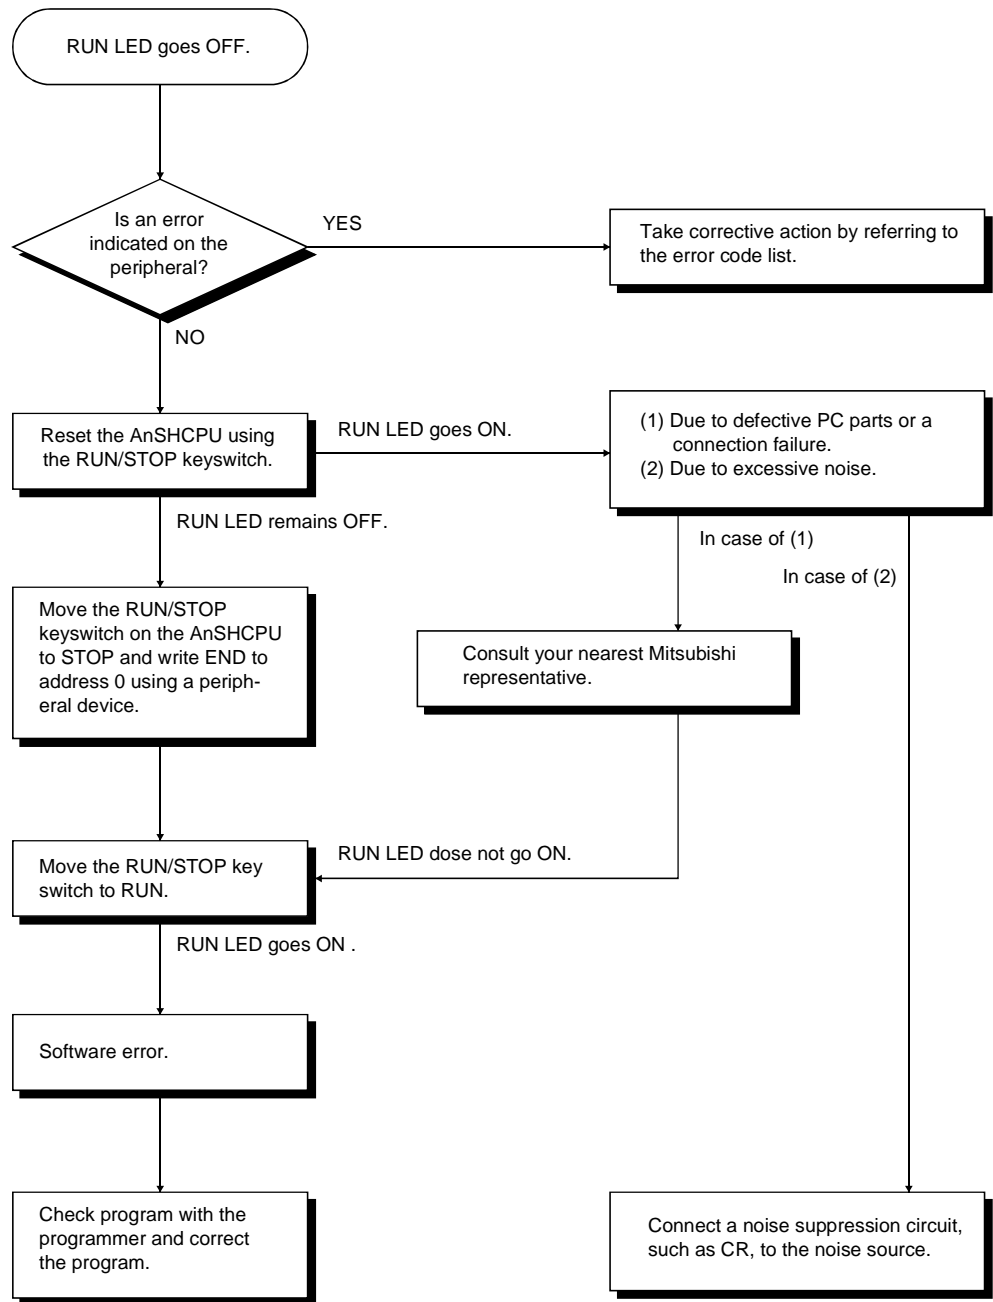 RUN LED goes OFF.
Is an error
indicated on the
peripheral?
YES
Take corrective action by referring to
the error code list.
NO
Reset the AnSHCPU using
the RUN/STOP keyswitch.
RUN LED goes ON.
(1) Due to defective PC parts or a
connection failure.
(2) Due to excessive noise.
RUN LED remains OFF.
In case of (1)
In case of (2)
Move the RUN/STOP
keyswitch on the AnSHCPU
to STOP and write END to
address 0 using a periph-
eral device.
Consult your nearest Mitsubishi
representative.
RUN LED dose not go ON.
Move the RUN/STOP key
switch to RUN.
RUN LED goes ON .
Software error.
Check program with the
programmer and correct
the program.
Connect a noise suppression circuit,
such as CR, to the noise source.